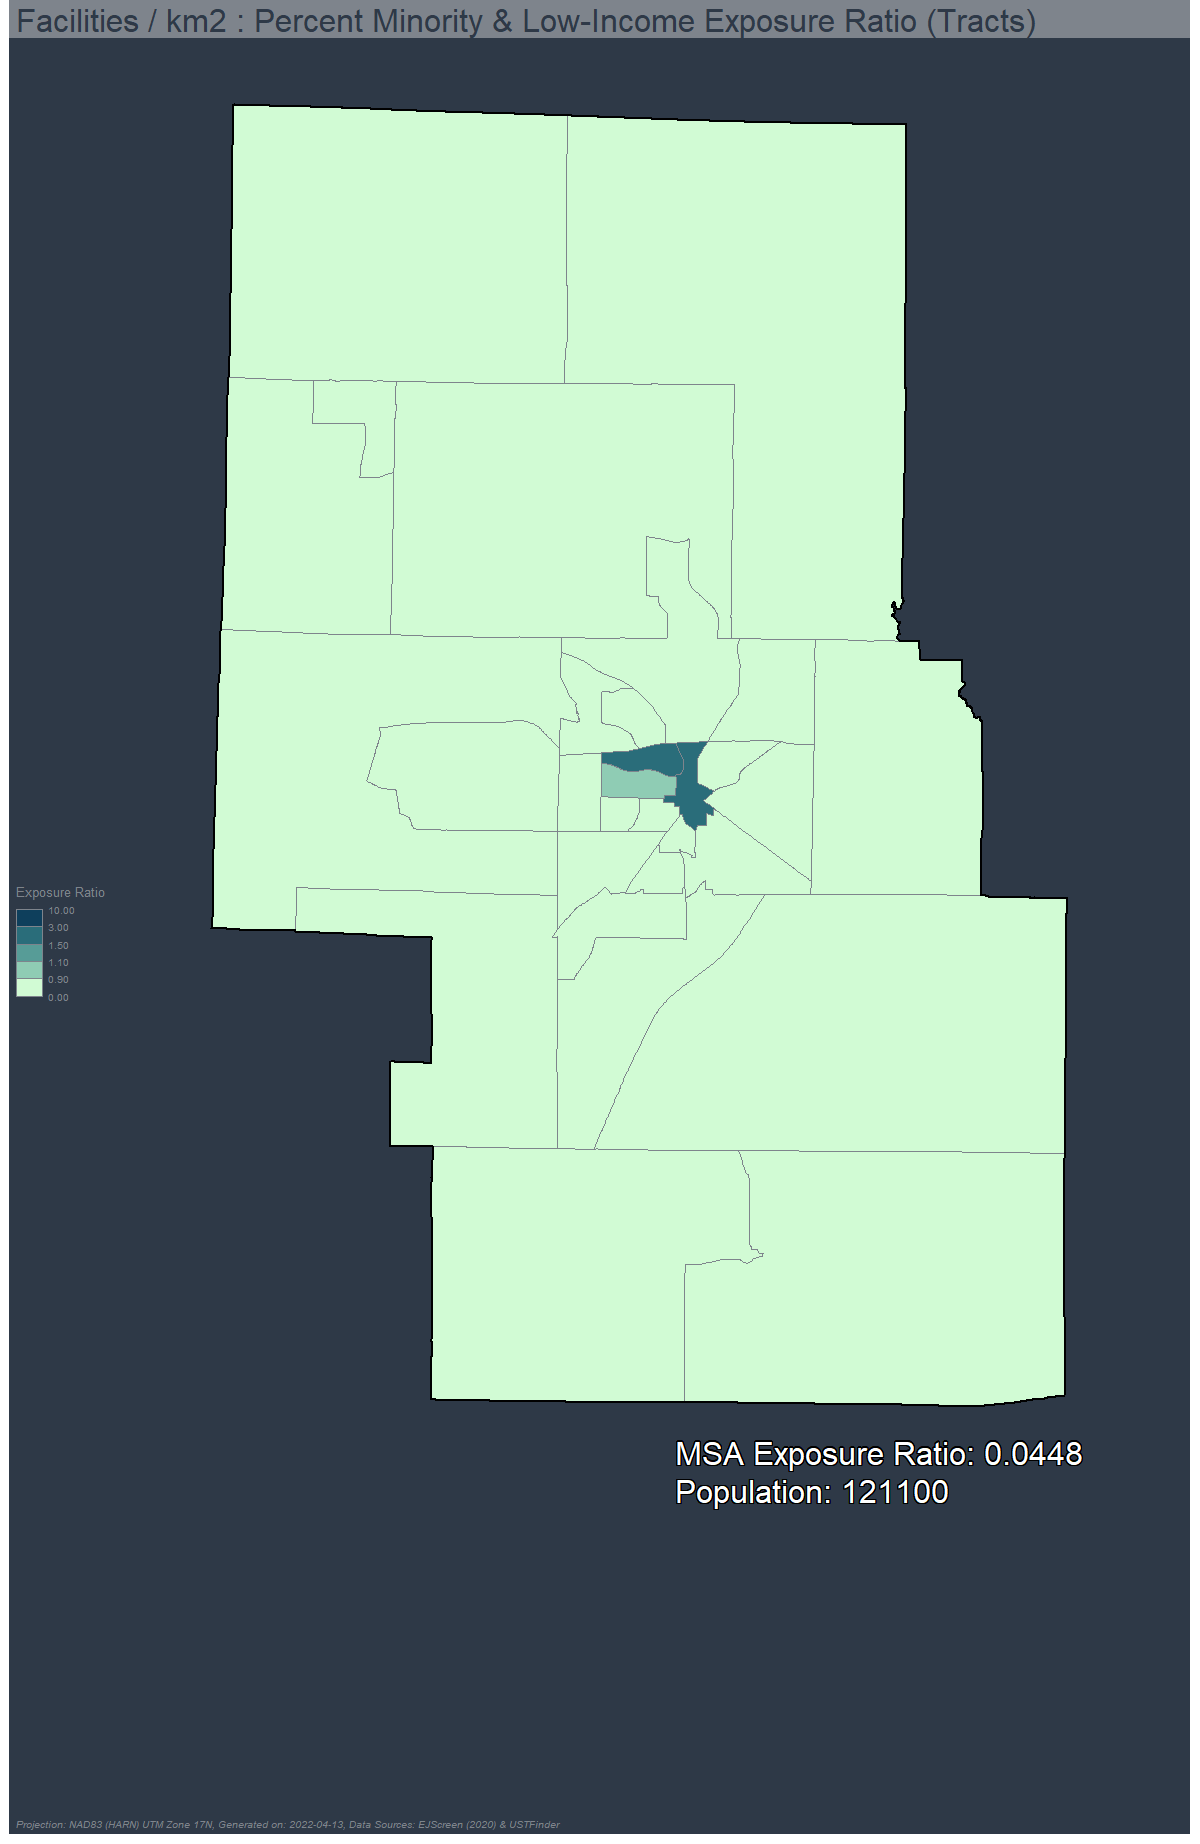 Facilities / km2 : Percent Minority & Low-Income Exposure Ratio (Tracts)
Exposure Ratio
10.00
3.00
1.50
1.10
0.90
0.00
MSA Exposure Ratio: 0.0448
Population: 121100
Projection: NAD83 (HARN) UTM Zone 17N, Generated on: 2022-04-13, Data Sources: EJScreen (2020) & USTFinder